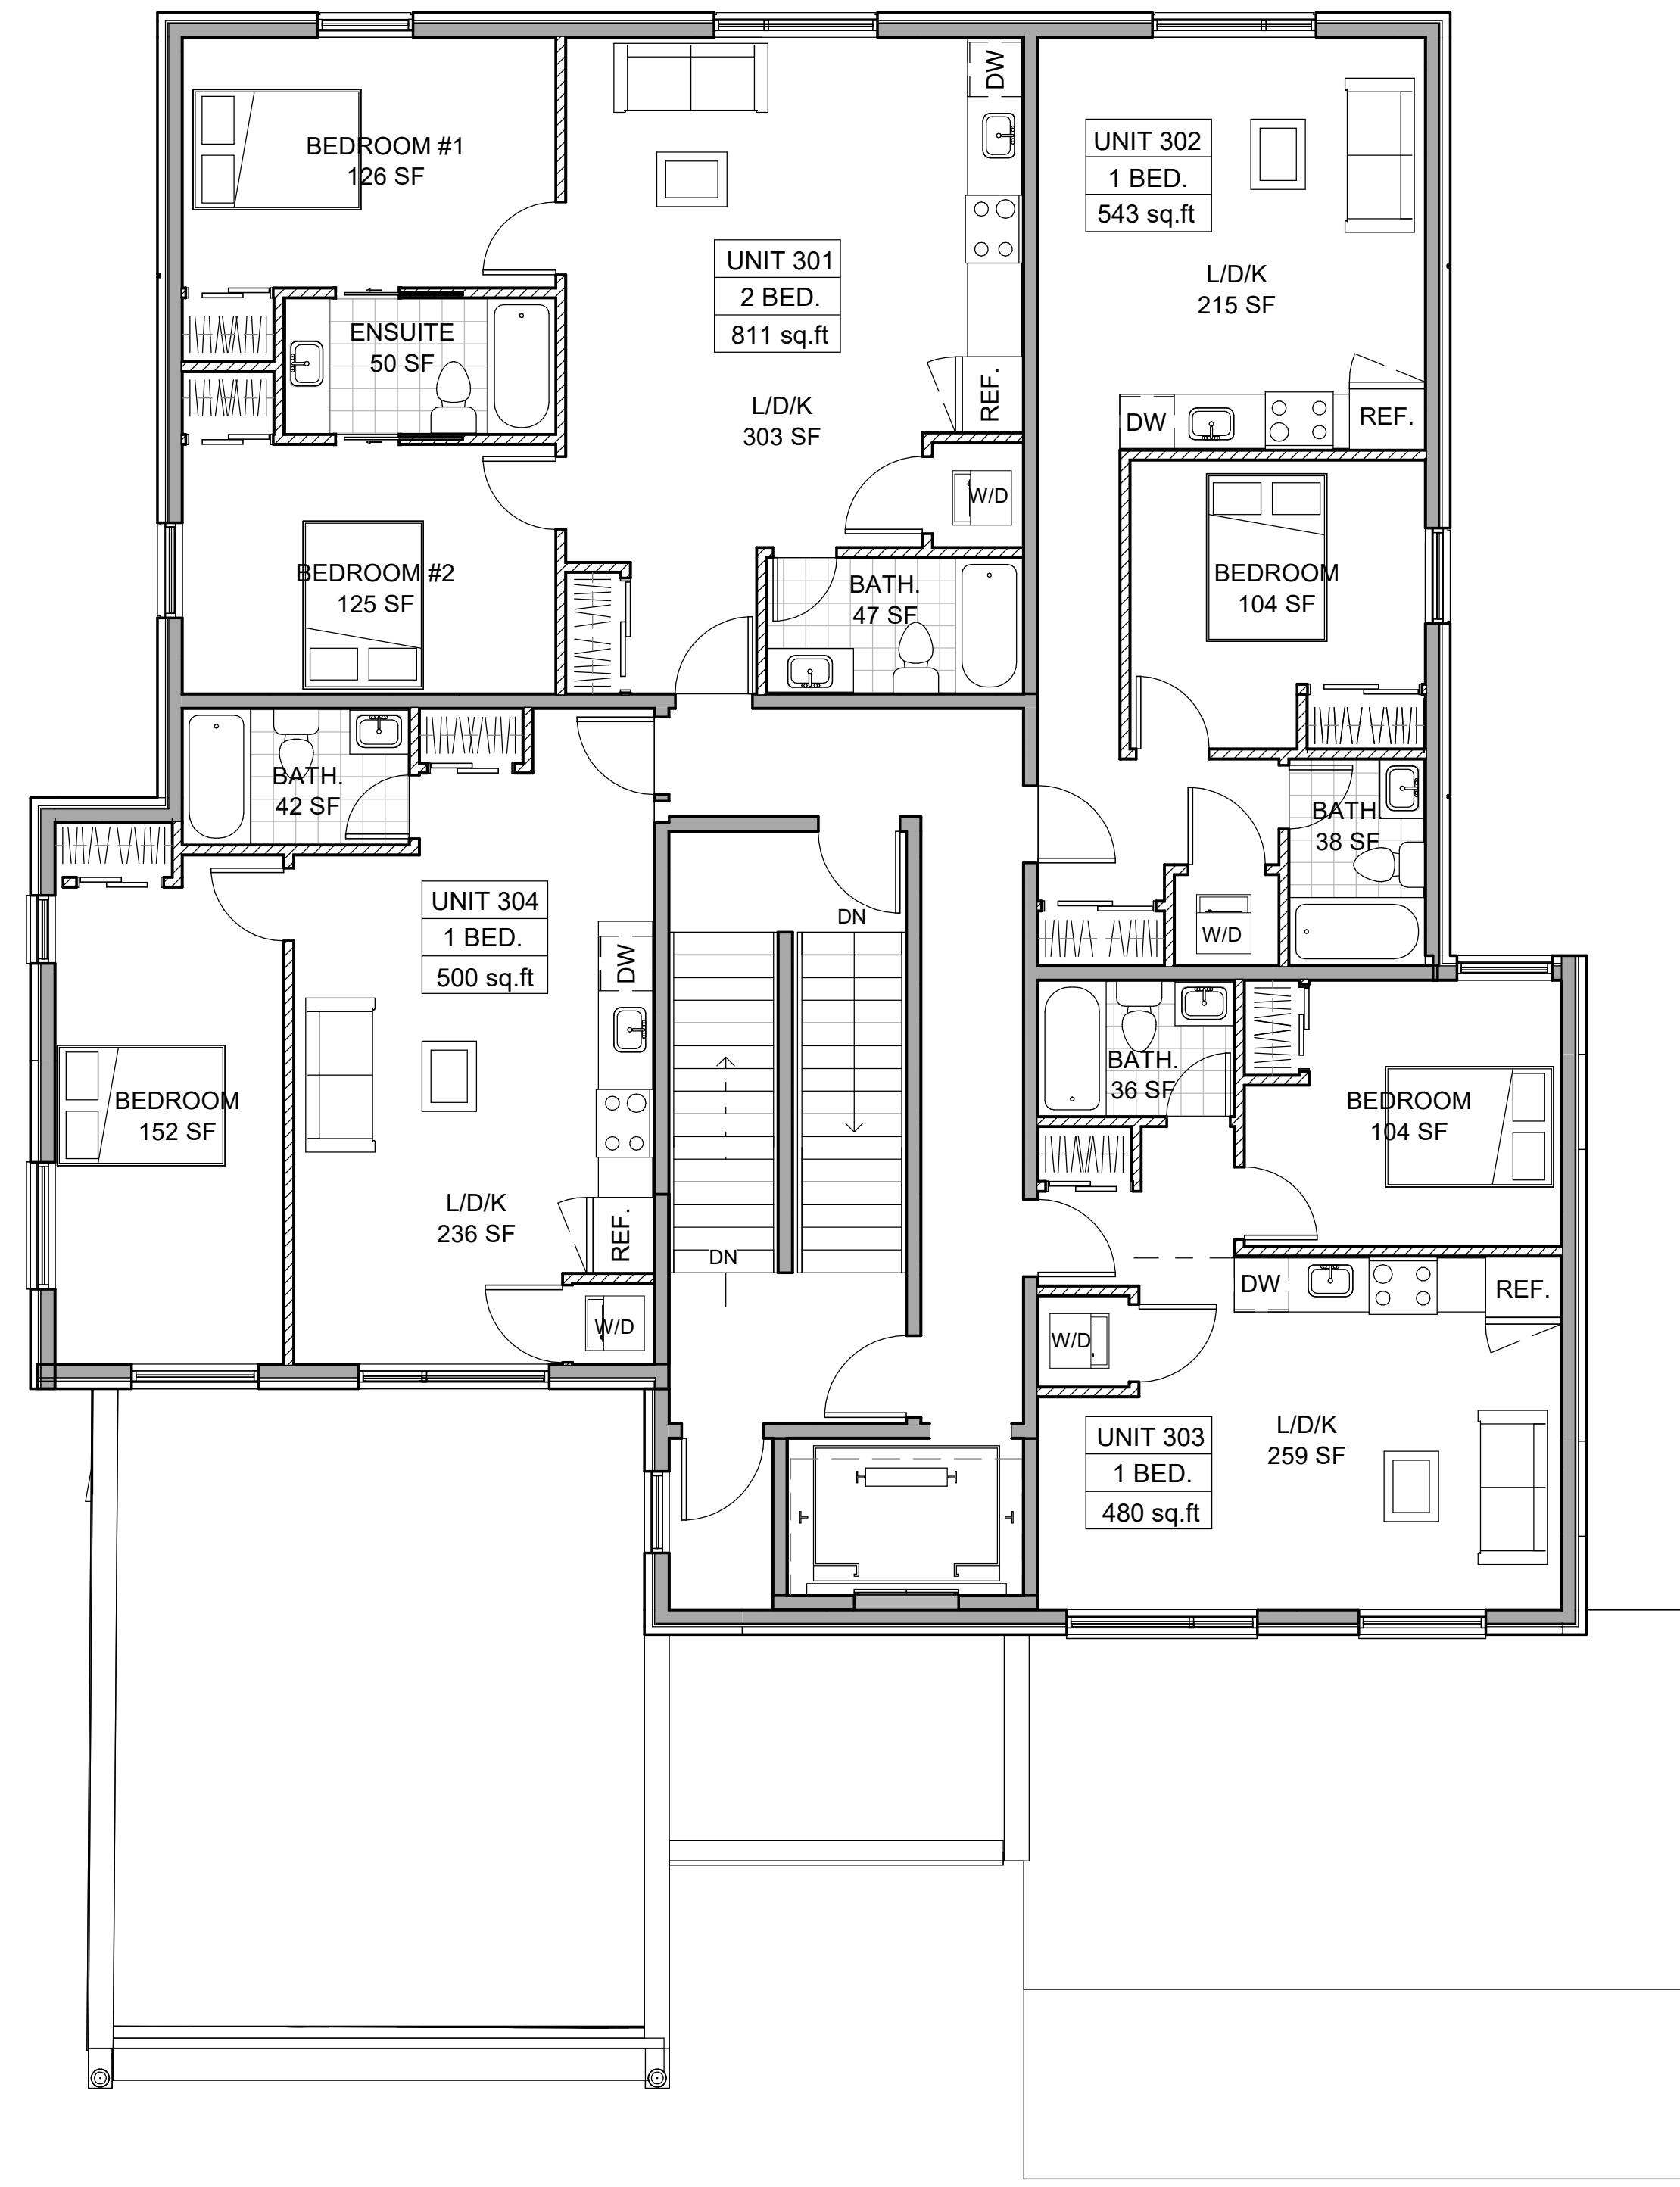 BEDROOM #1
126 SF
ENSUITE
50 SF
BEDROOM #2
125 SF
UNIT 301
2 BED.
811 sq.ft
L/D/K
303 SF
DW
REF.
W/D
BATH.
47 SF
UNIT 302
1 BED.
543 sq.ft
L/D/K
215 SF
DW
REF.
BEDROOM
104 SF
BATH.
38 SF
W/D
BATH.
42 SF
UNIT 304
1 BED.
500 sq.ft
DW
BEDROOM
152 SF
L/D/K
236 SF
REF.
W/D
DN
DN
BATH.
36 SF
BEDROOM
104 SF
DW
REF.
W/D
UNIT 303
1 BED.
480 sq.ft
L/D/K
259 SF